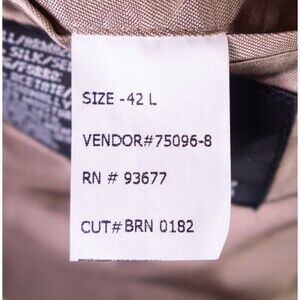 SIZE -42 L
VENDOR#75096-8
RN # 93677
CUT# BRN 0182